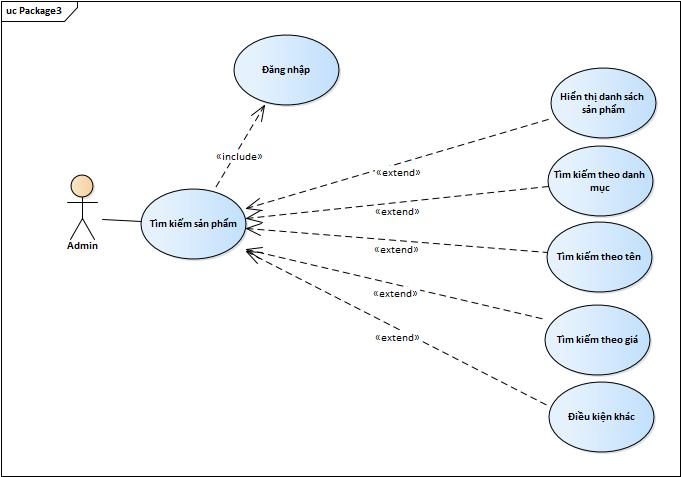 uc Package3
Đăng nhập
Hiển thị danh sách
sản phẩm
«include»
«extend»
Tìm kiếm theo danh
mục
«extend»
Tìm kiếm sản phẩm
Admin
«extend»
Tìm kiếm theo tên
«extend»
«extend»
Tìm kiếm theo giá
Điều kiện khác